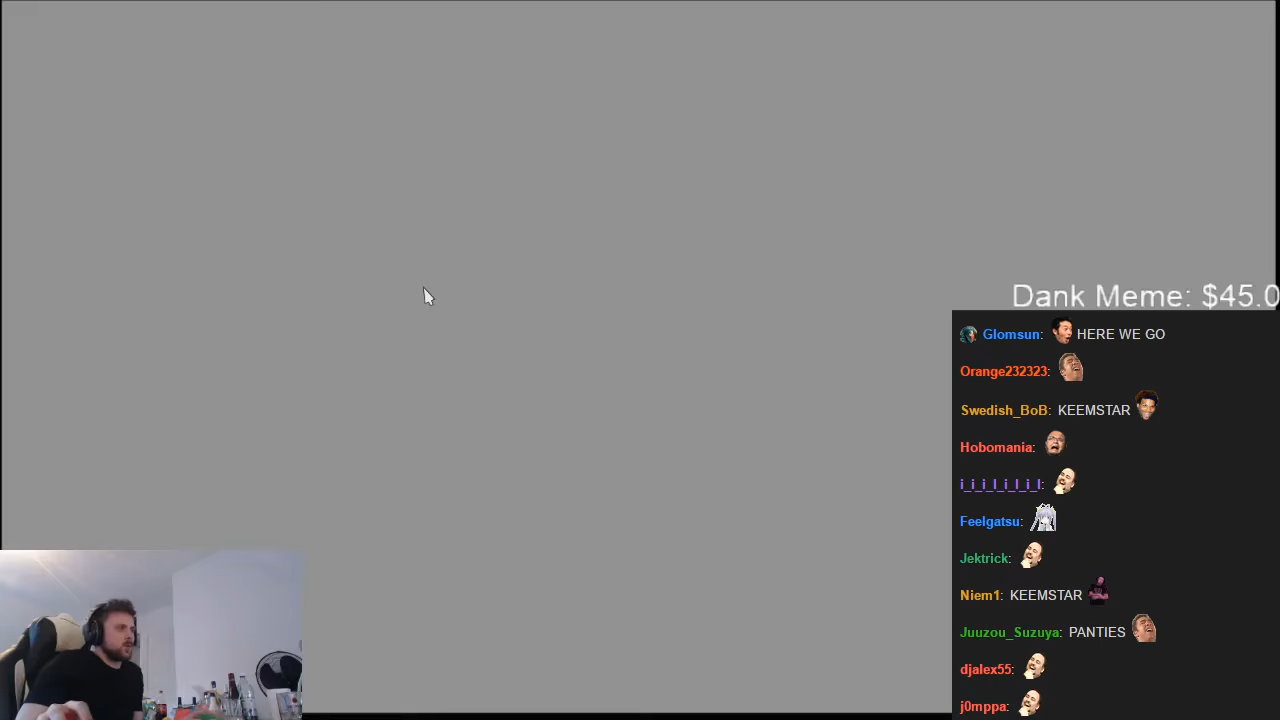 Dank Meme: $45.0
Glomsun: HERE WE GO
Orange232323:
Swedish_BoB: KEEMSTAR
Hobomania:
i_i_i_l_i_l_i_l:
Feelgatsu:
Jektrick:
Niem1: KEEMSTAR
Juuzou_Suzuya: PANTIES
djalex55:
j0mppa: